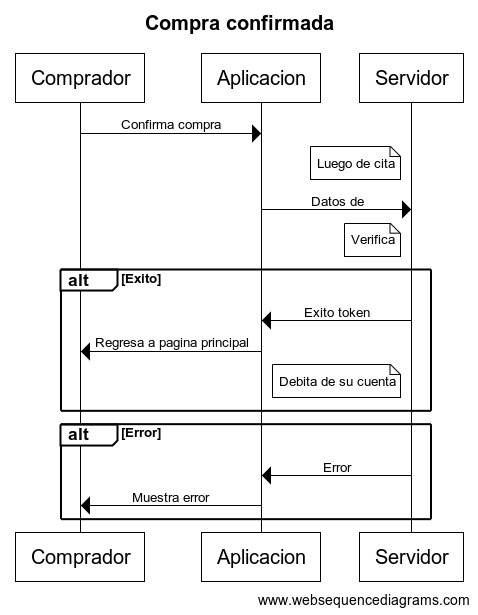 Compra confirmada
Comprador
Aplicacion
Servidor
Confirma compra
Luego de cita
Datos de
Verifica
alt
[Exito]
Exito token
Regresa a pagina principal
Debita de su cuenta
alt
[Error]
Error
Muestra error
Comprador
Aplicacion
Servidor
www.websequencediagrams.com